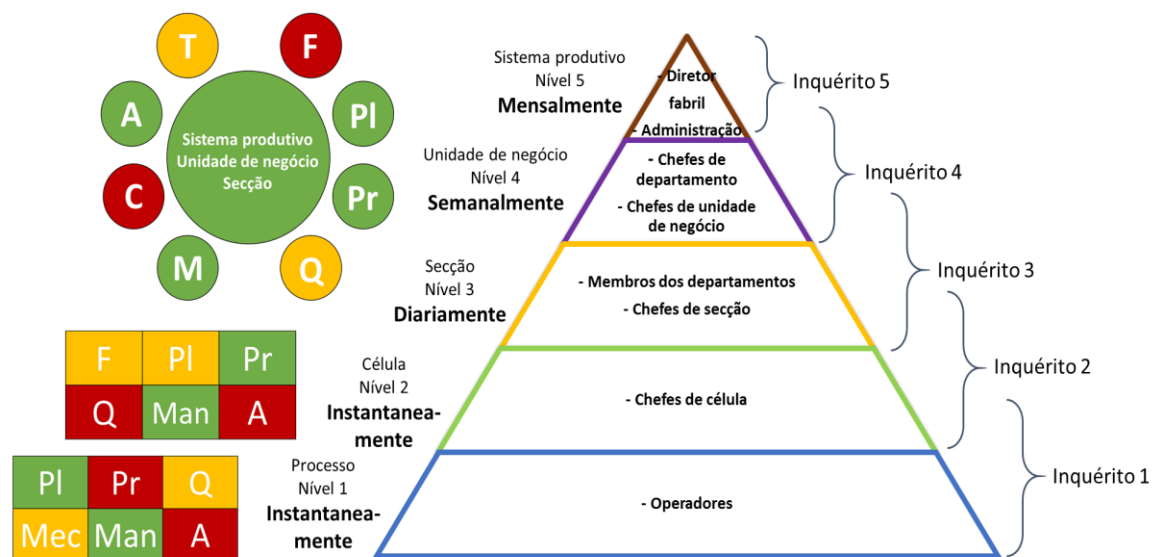 T
F
A
Pl
C
Pr
M
Q
Sistema produtivo
Unidade de negócio
Secção
F Pl Pr
Q Man A
Pl Pr Q
Mec Man A
Sistema produtivo
Nível 5
Mensalmente
Unidade de negócio
Nível 4
Semanalmente
Secção
Nível 3
Diariamente
Célula
Nível 2
Instantanea-
mente
Processo
Nível 1
Instantanea-
mente
- Diretor
fabril
- Administração
- Chefes de
departamento
- Chefes de unidade
de negócio
- Membros dos departamentos
- Chefes de secção
- Chefes de célula
- Operadores
Inquérito 5
Inquérito 4
Inquérito 3
Inquérito 2
Inquérito 1